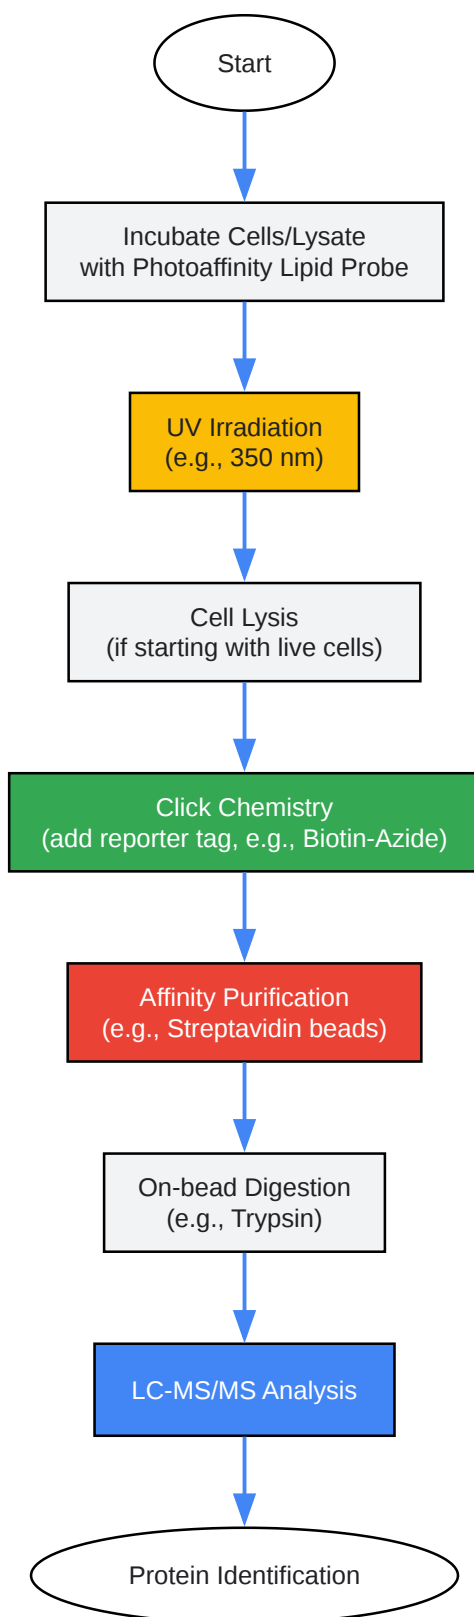 Start
Incubate Cells/Lysate
with Photoaffinity Lipid Probe
UV Irradiation
(e.g., 350 nm)
Cell Lysis
(if starting with live cells)
Click Chemistry
(add reporter tag, e.g., Biotin-Azide)
Affinity Purification
(e.g., Streptavidin beads)
On-bead Digestion
(e.g., Trypsin)
LC-MS/MS Analysis
Protein Identification